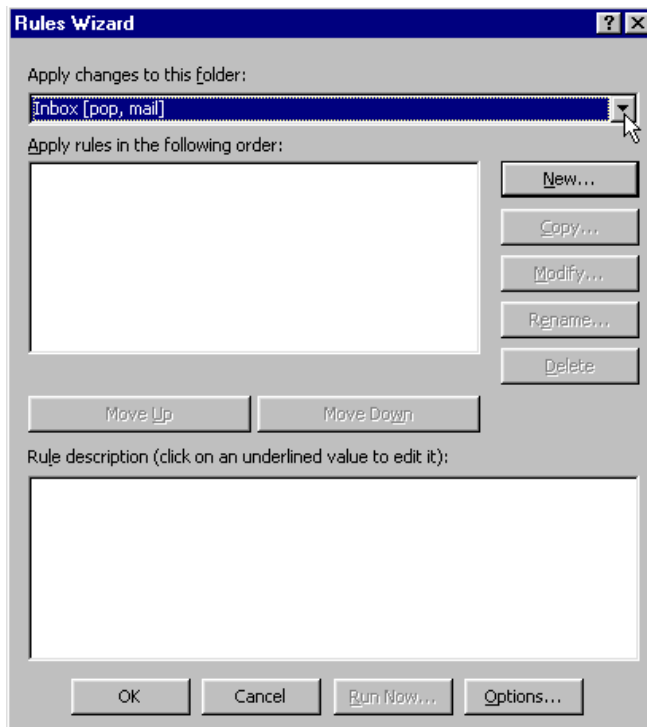 Rules Wizard
Apply changes to this folder:
Inbox [pop, mail]
Apply rules in the following order:
New...
Copy...
Modify...
Rename...
Delete
Move Up
Move Down
Rule description (click on an underlined value to edit it):
OK
Cancel
Run Now...
Options...